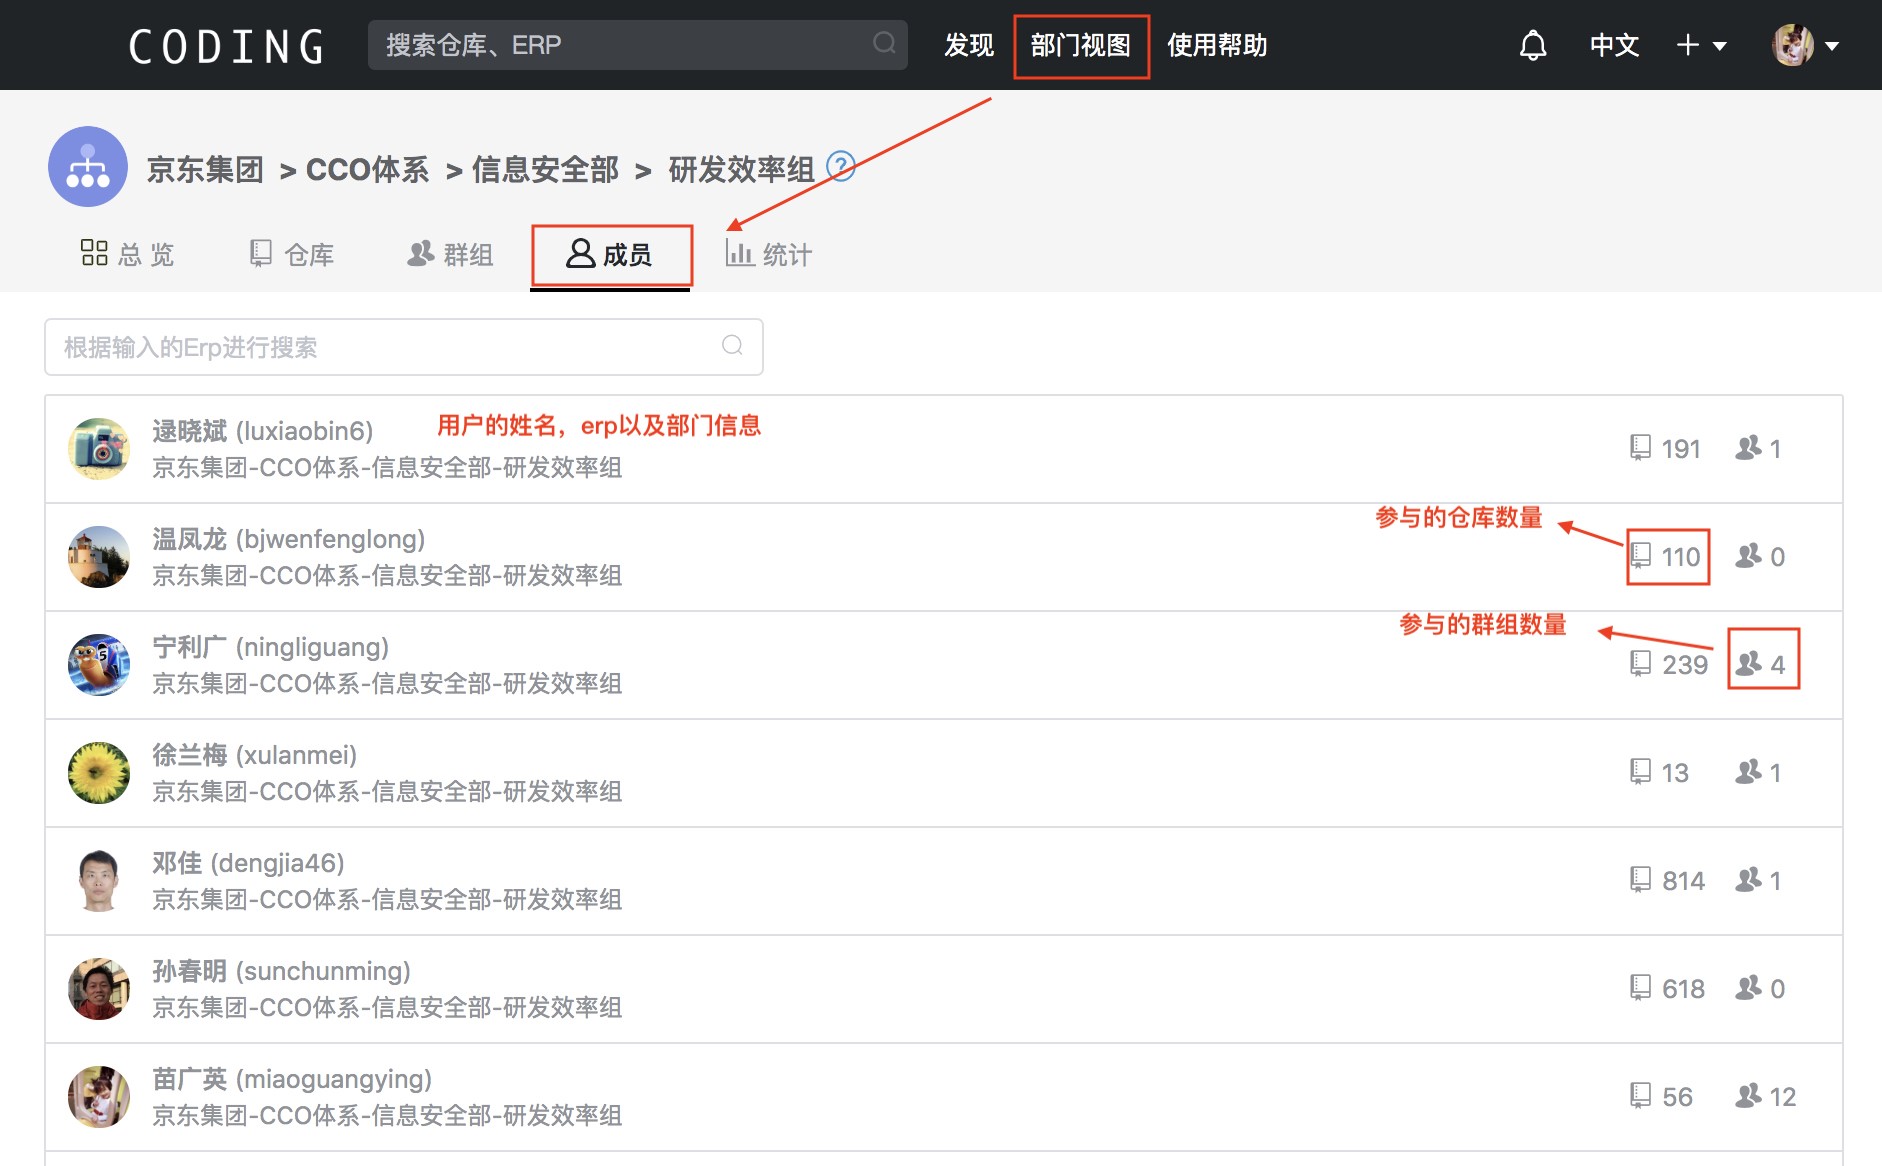 CODING
搜索仓库、ERP
发现
部门视图
使用帮助
中文
京东集团 > CCO体系 > 信息安全部 > 研发效率组 ?
总 览
仓库
群组
成员
统计
根据输入的Erp进行搜索
逯晓斌 (luxiaobin6)
用户的姓名，erp以及部门信息
京东集团-CCO体系-信息安全部-研发效率组
191
1
参与的仓库数量
温凤龙 (bjwenfenglong)
京东集团-CCO体系-信息安全部-研发效率组
110
0
参与的群组数量
宁利广 (ningliguang)
京东集团-CCO体系-信息安全部-研发效率组
239
4
徐兰梅 (xulanmei)
京东集团-CCO体系-信息安全部-研发效率组
13
1
邓佳 (dengjia46)
京东集团-CCO体系-信息安全部-研发效率组
814
1
孙春明 (sunchunming)
京东集团-CCO体系-信息安全部-研发效率组
618
0
苗广英 (miaoguangying)
京东集团-CCO体系-信息安全部-研发效率组
56
12